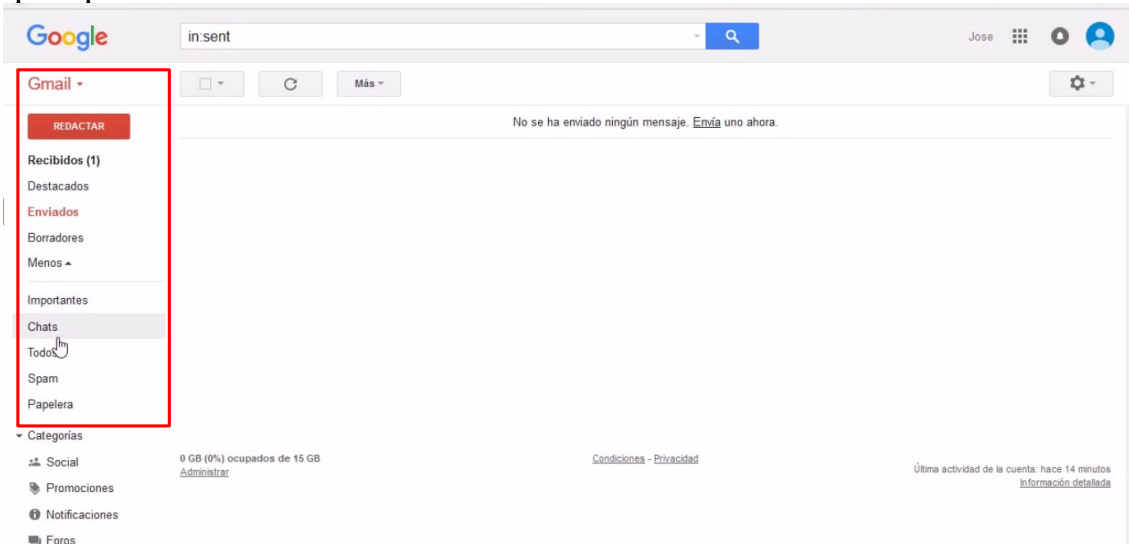 Google
in:sent
Jose
Gmail
Más
REDACTAR
No se ha enviado ningún mensaje. Envía uno ahora.
Recibidos (1)
Destacados
Enviados
Borradores
Menos
Importantes
Chats
Todos
Spam
Papelera
Categorías
Social
Promociones
Notificaciones
Foros
0 GB (0%) ocupados de 15 GB
Administrar
Condiciones - Privacidad
Última actividad de la cuenta: hace 14 minutos
Información detallada